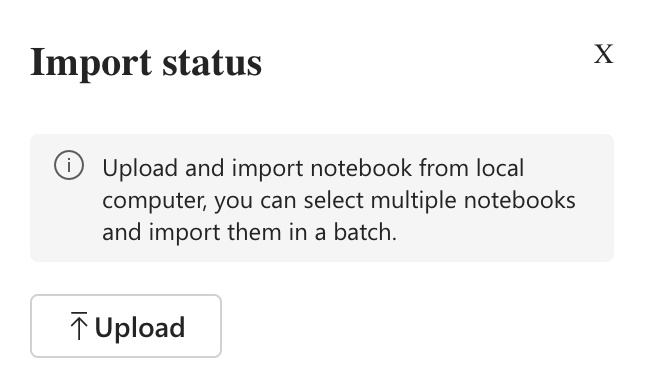 Import status
X
Upload and import notebook from local
computer, you can select multiple notebooks
and import them in a batch.
Upload